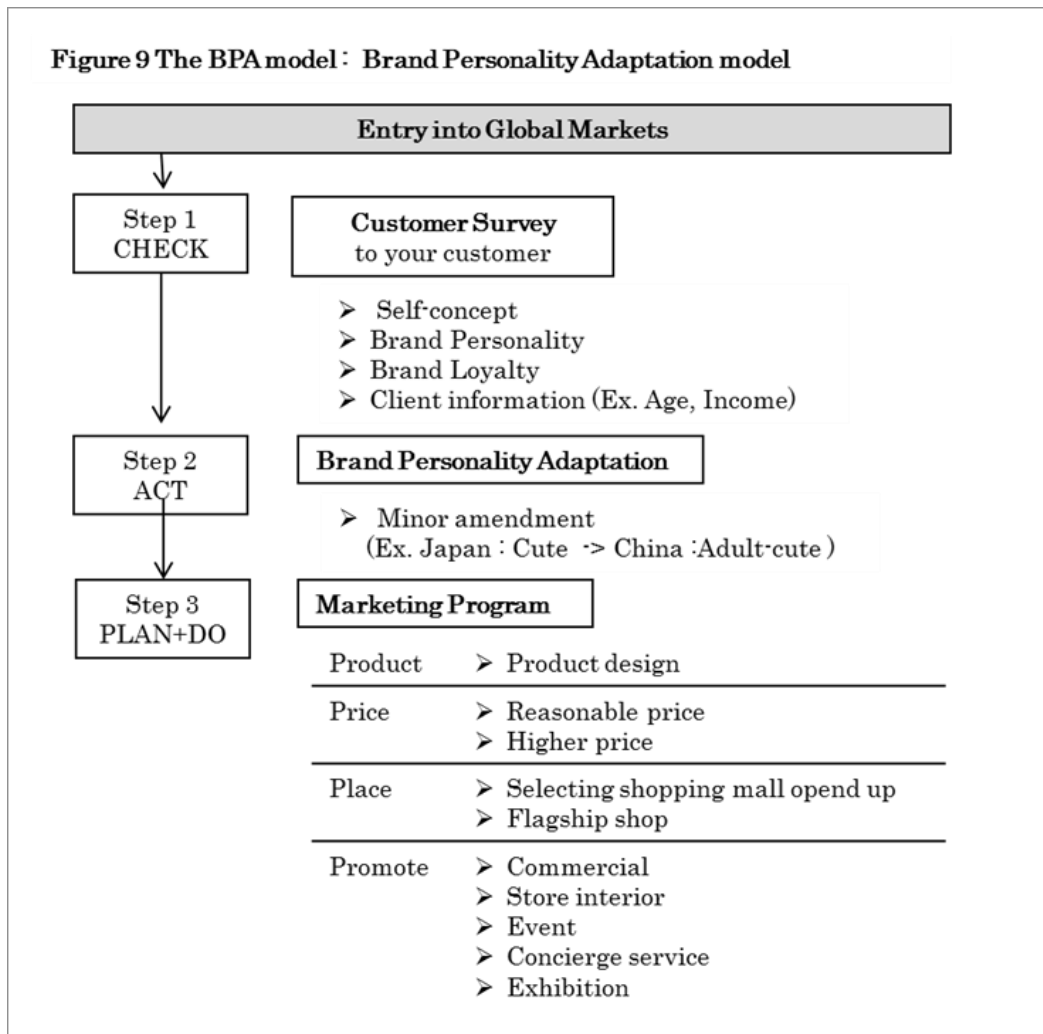 Figure 9 The BPA model : Brand Personality Adaptation model
Entry into Global Markets
Step 1
CHECK
Customer Survey
to your customer
➢ Self-concept
➢ Brand Personality
➢ Brand Loyalty
➢ Client information (Ex. Age, Income)
Step 2
ACT
Brand Personality Adaptation
➢ Minor amendment
(Ex. Japan : Cute -> China :Adult-cute )
Step 3
PLAN+DO
Marketing Program
Product ➢ Product design
Price ➢ Reasonable price
➢ Higher price
Place ➢ Selecting shopping mall opend up
➢ Flagship shop
Promote ➢ Commercial
➢ Store interior
➢ Event
➢ Concierge service
➢ Exhibition